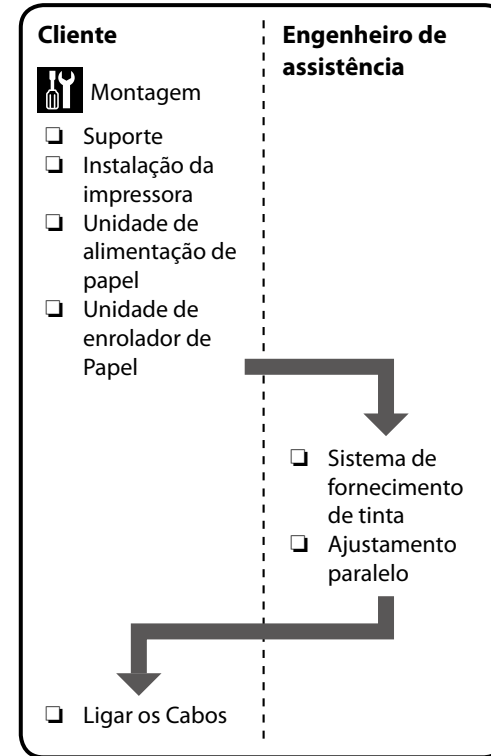 Cliente
Engenheiro de
assistência
Montagem
❏ Suporte
❏ Instalação da
impressora
❏ Unidade de
alimentação de
papel
❏ Unidade de
enrolador de
Papel
❏ Sistema de
fornecimento
de tinta
❏ Ajustamento
paralelo
❏ Ligar os Cabos